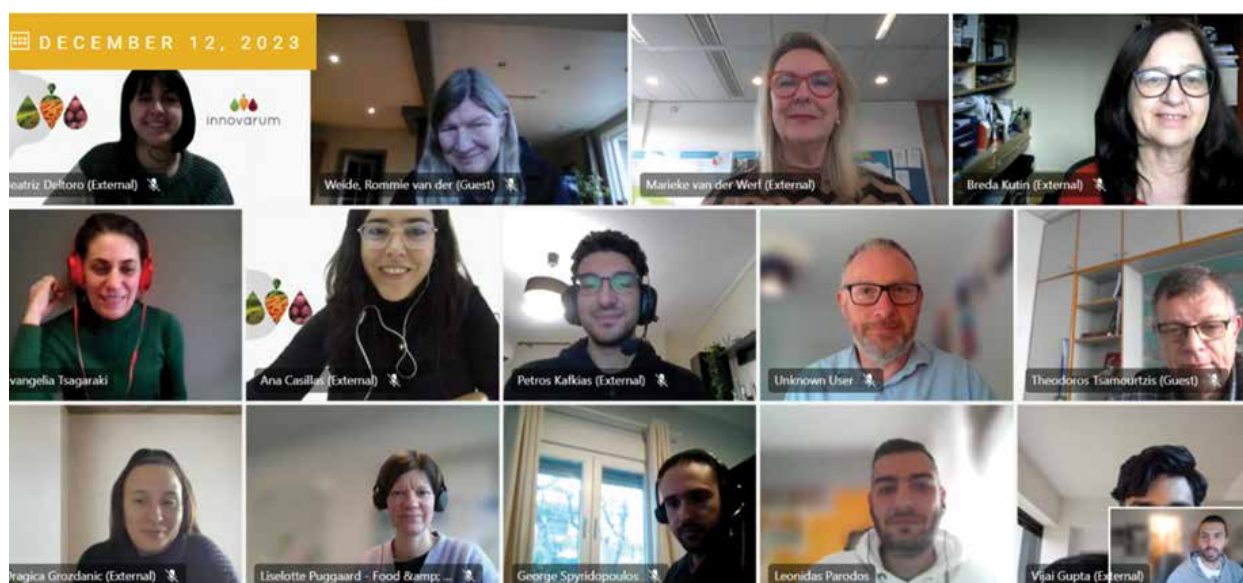 DECEMBER 12, 2023
innovarum
eatriz Deltoro (External)
Weide, Rommie van der (Guest)
Marieke van der Werf (External)
Breda Kutin (External)
vangelia Tsagaraki
Ana Casillas (External)
Petros Kafkias (External)
Unknown User
Theodoros Tsamourtzis (Guest)
Dragica Grozdanic (External)
Liselotte Puggaard - Food &amp; ...
George Spyridopoulos
Leonidas Parodos
Vijai Gupta (External)